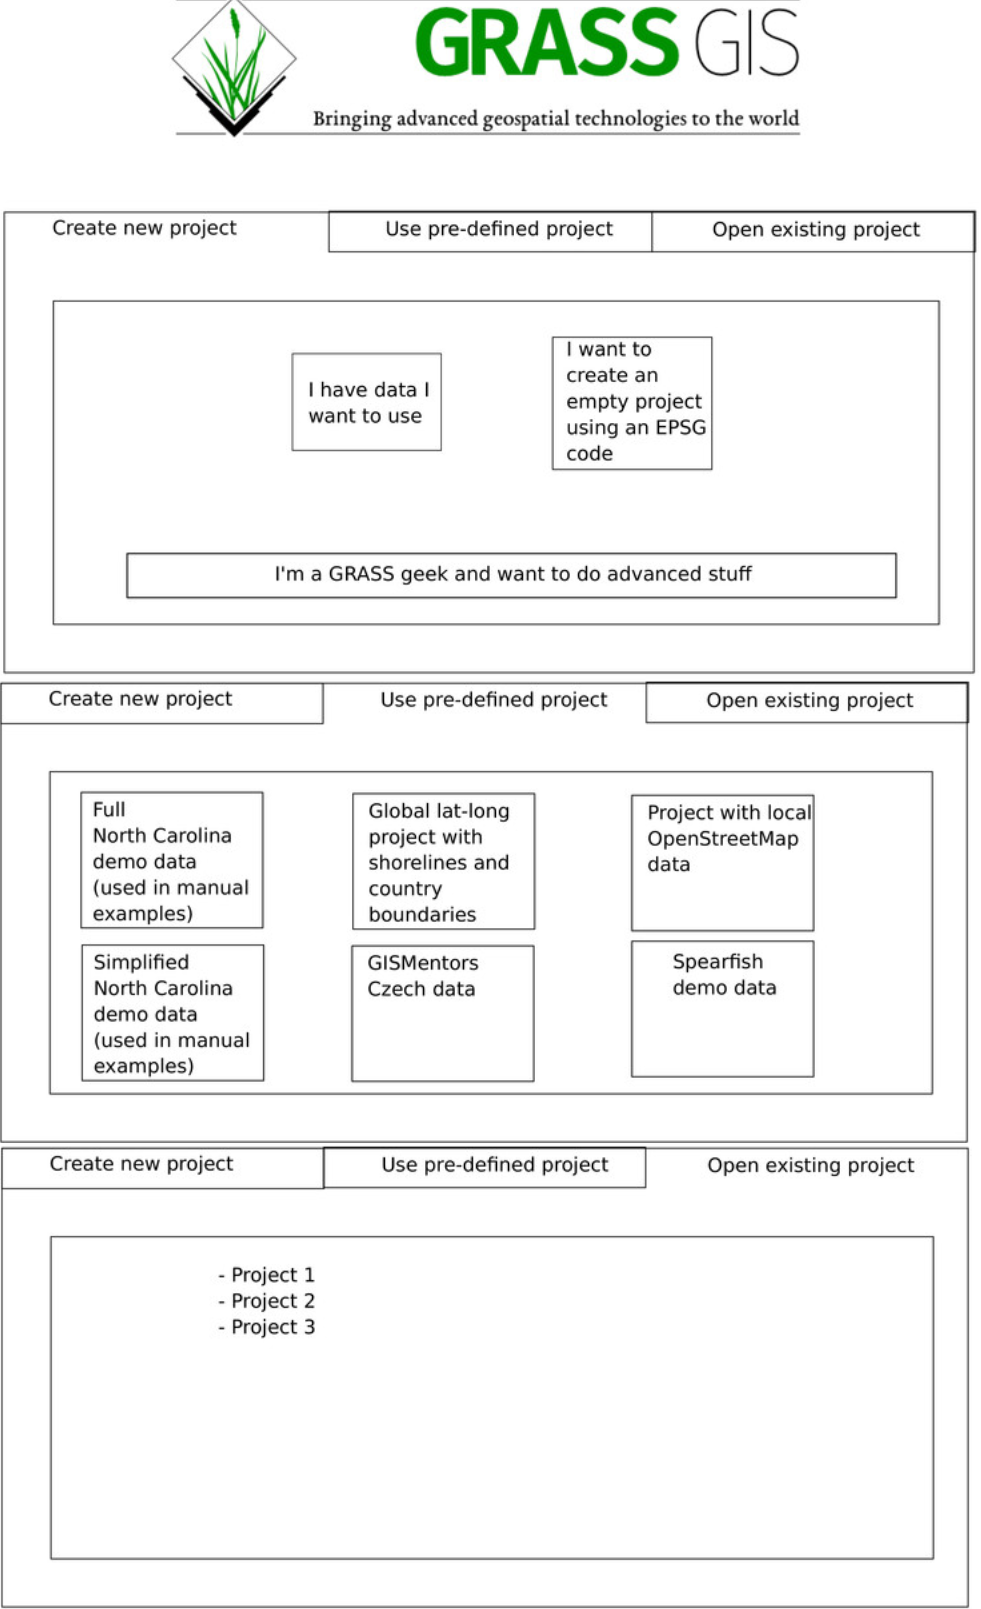 GRASS GIS
Bringing advanced geospatial technologies to the world
Create new project
Use pre-defined project
Open existing project
I have data I
want to use
I want to
create an
empty project
using an EPSG
code
I'm a GRASS geek and want to do advanced stuff
Create new project
Use pre-defined project
Open existing project
Full
North Carolina
demo data
(used in manual
examples)
Global lat-long
project with
shorelines and
country
boundaries
Project with local
OpenStreetMap
data
Simplified
North Carolina
demo data
(used in manual
examples)
GISMentors
Czech data
Spearfish
demo data
Create new project
Use pre-defined project
Open existing project
- Project 1
- Project 2
- Project 3